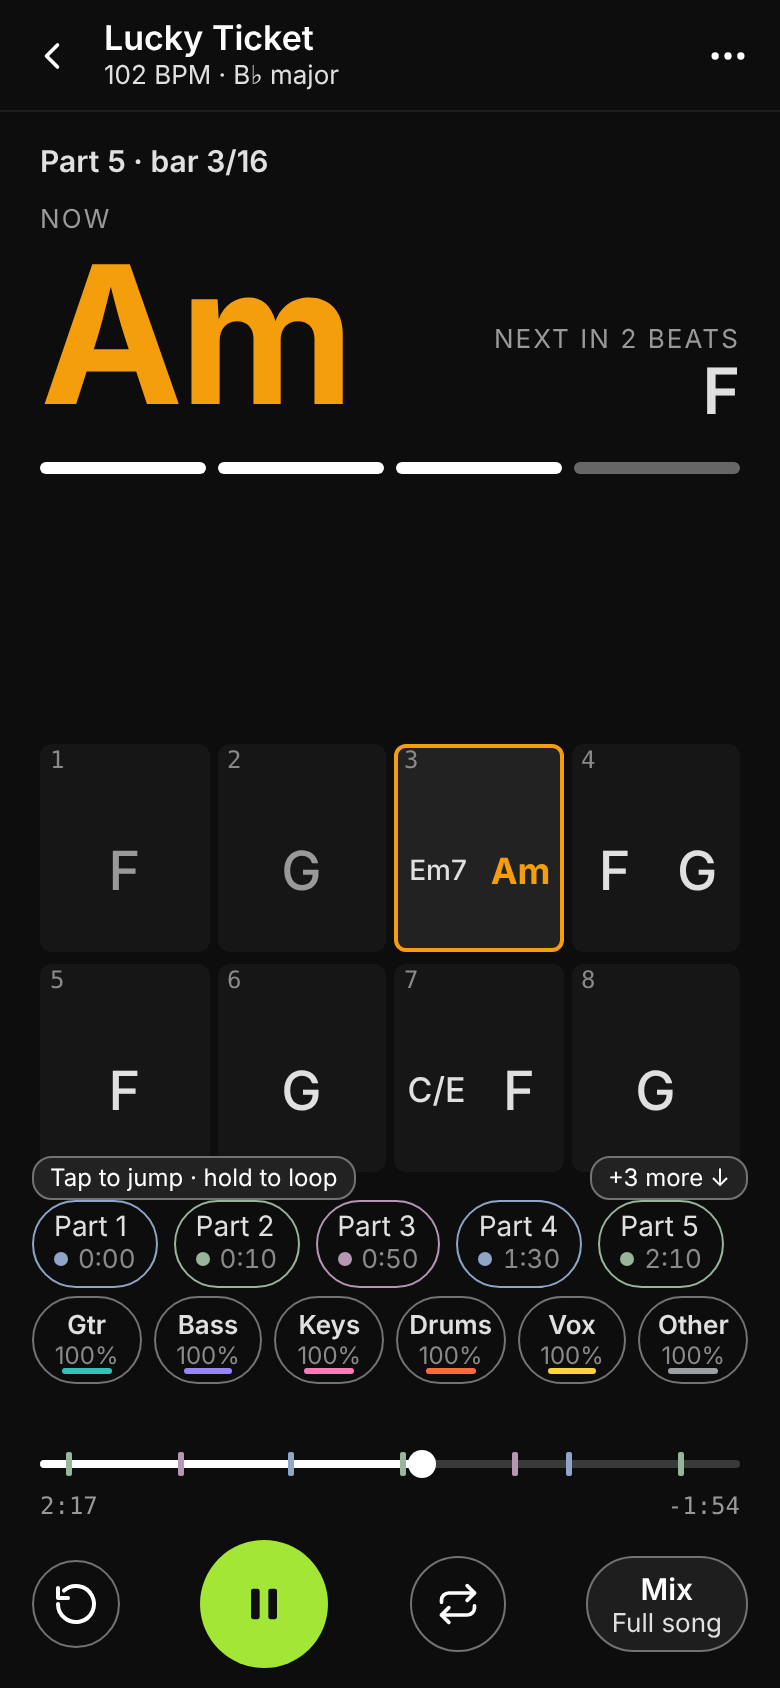 Lucky Ticket
102 BPM · B♭ major
Part 5 · bar 3/16
NOW
Am
NEXT IN 2 BEATS
F
1 2 3 4
F G Em7 Am F G
5 6 7 8
F G C/E F G
Tap to jump · hold to loop +3 more ↓
Part 1 Part 2 Part 3 Part 4 Part 5
0:00 0:10 0:50 1:30 2:10
Gtr Bass Keys Drums Vox Other
100% 100% 100% 100% 100% 100%
2:17 -1:54
Mix
Full song